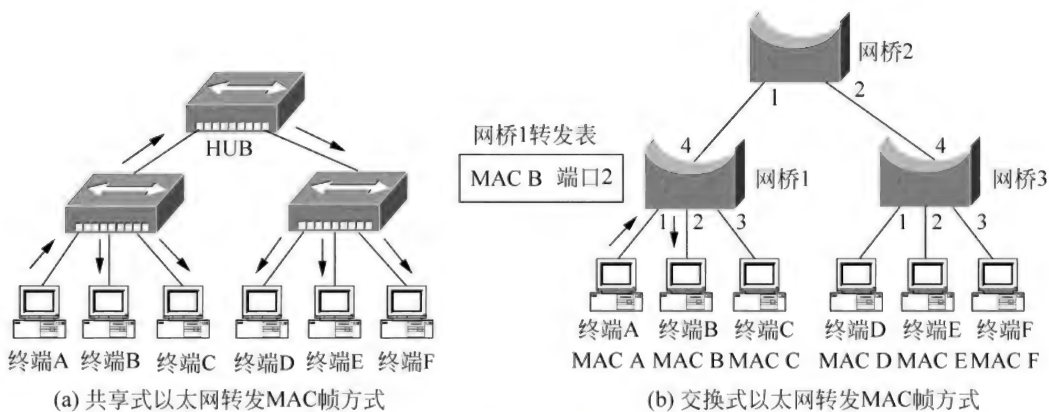 HUB
终端A 终端B 终端C 终端D 终端E 终端F
(a) 共享式以太网转发MAC帧方式
网桥2
1 2
网桥1转发表
MAC B 端口2
4 网桥1
4 网桥3
1 2 3
1 2 3
终端A 终端B 终端C 终端D 终端E 终端F
MAC A MAC B MAC C MAC D MAC E MAC F
(b) 交换式以太网转发MAC帧方式